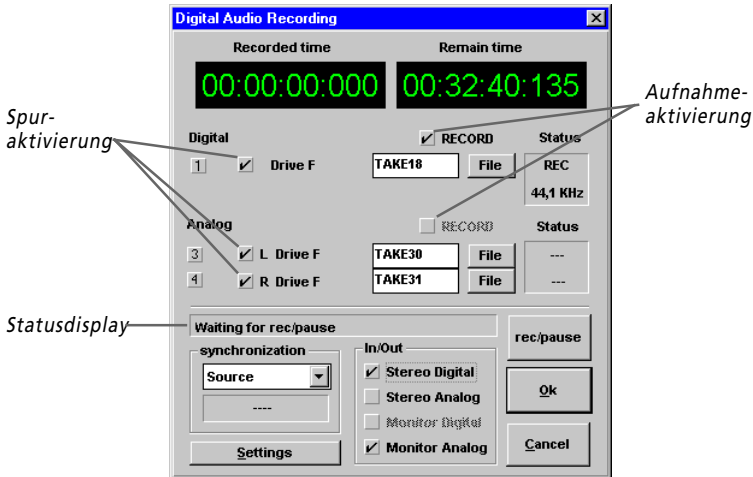 Digital Audio Recording
Recorded time
Remain time
00:00:00:000
00:32:40:135
Spur-
aktivierung
Aufnahme-
aktivierung
Digital
RECORD
Status
1
Drive F
TAKE18
File
REC
44,1 KHz
Analog
RECORD
Status
3
L Drive F
TAKE30
File
---
4
R Drive F
TAKE31
File
---
Statusdisplay
Waiting for rec/pause
rec/pause
synchronization
Source
----
In/Out
Stereo Digital
Stereo Analog
Monitor Digital
Monitor Analog
Ok
Settings
Cancel